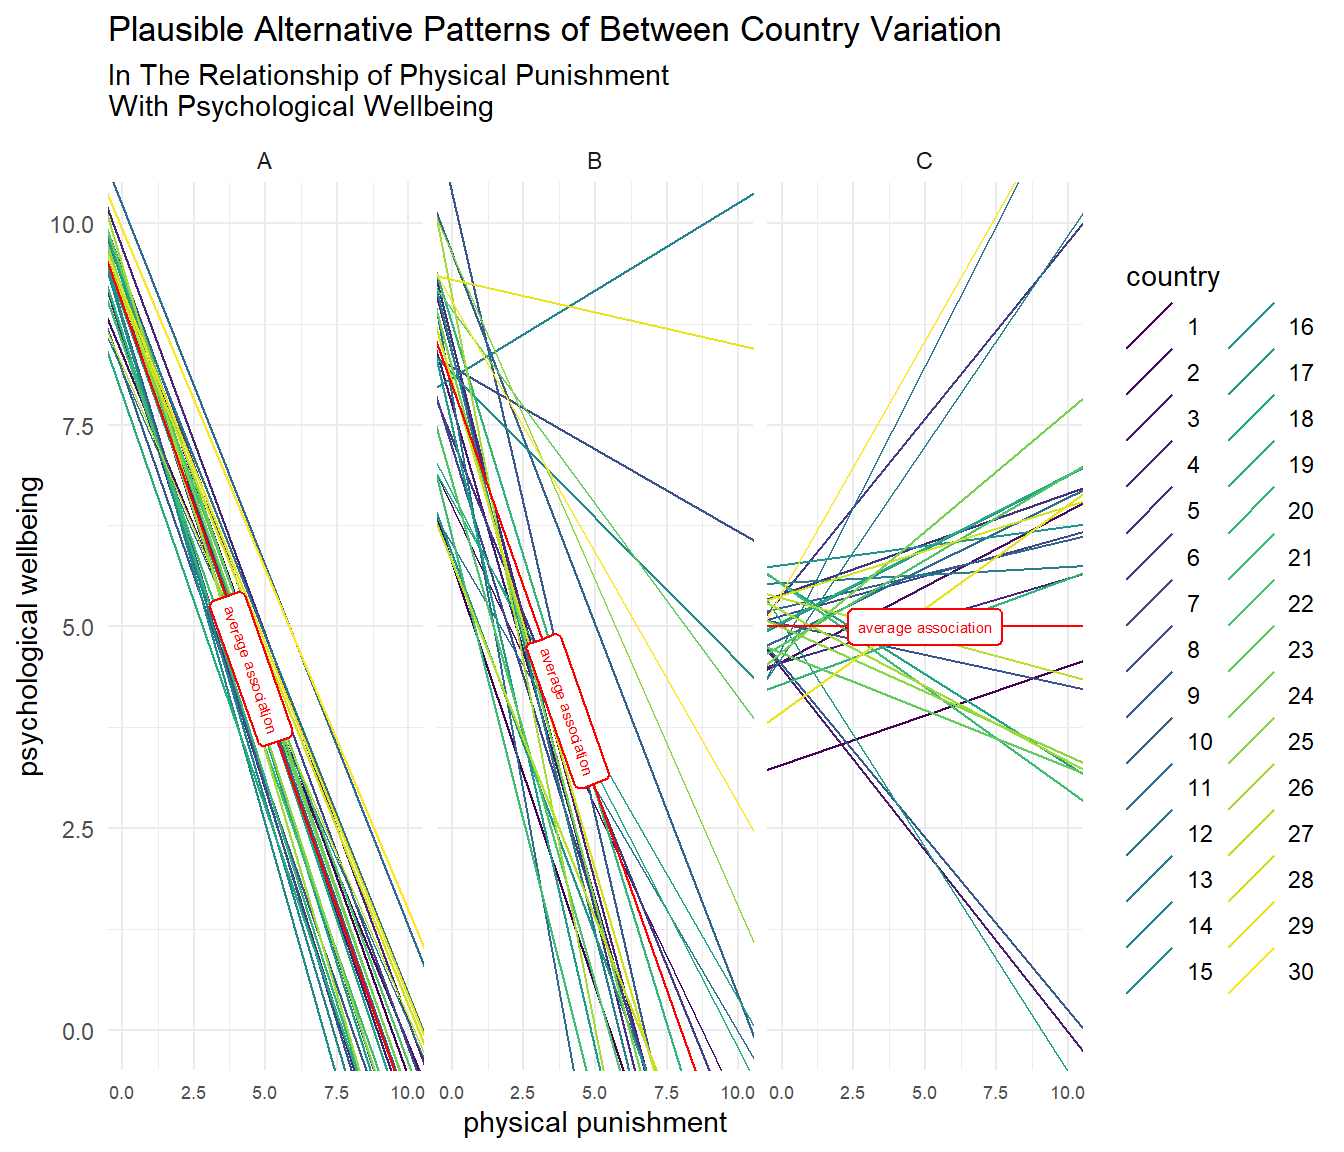 Plausible Alternative Patterns of Between Country Variation
In The Relationship of Physical Punishment
With Psychological Wellbeing
A
B
C
psychological wellbeing
10.0
7.5
5.0
2.5
0.0
average association
average association
average association
0.0 2.5 5.0 7.5 10.0
0.0 2.5 5.0 7.5 10.0
0.0 2.5 5.0 7.5 10.0
physical punishment
country
1
2
3
4
5
6
7
8
9
10
11
12
13
14
15
16
17
18
19
20
21
22
23
24
25
26
27
28
29
30